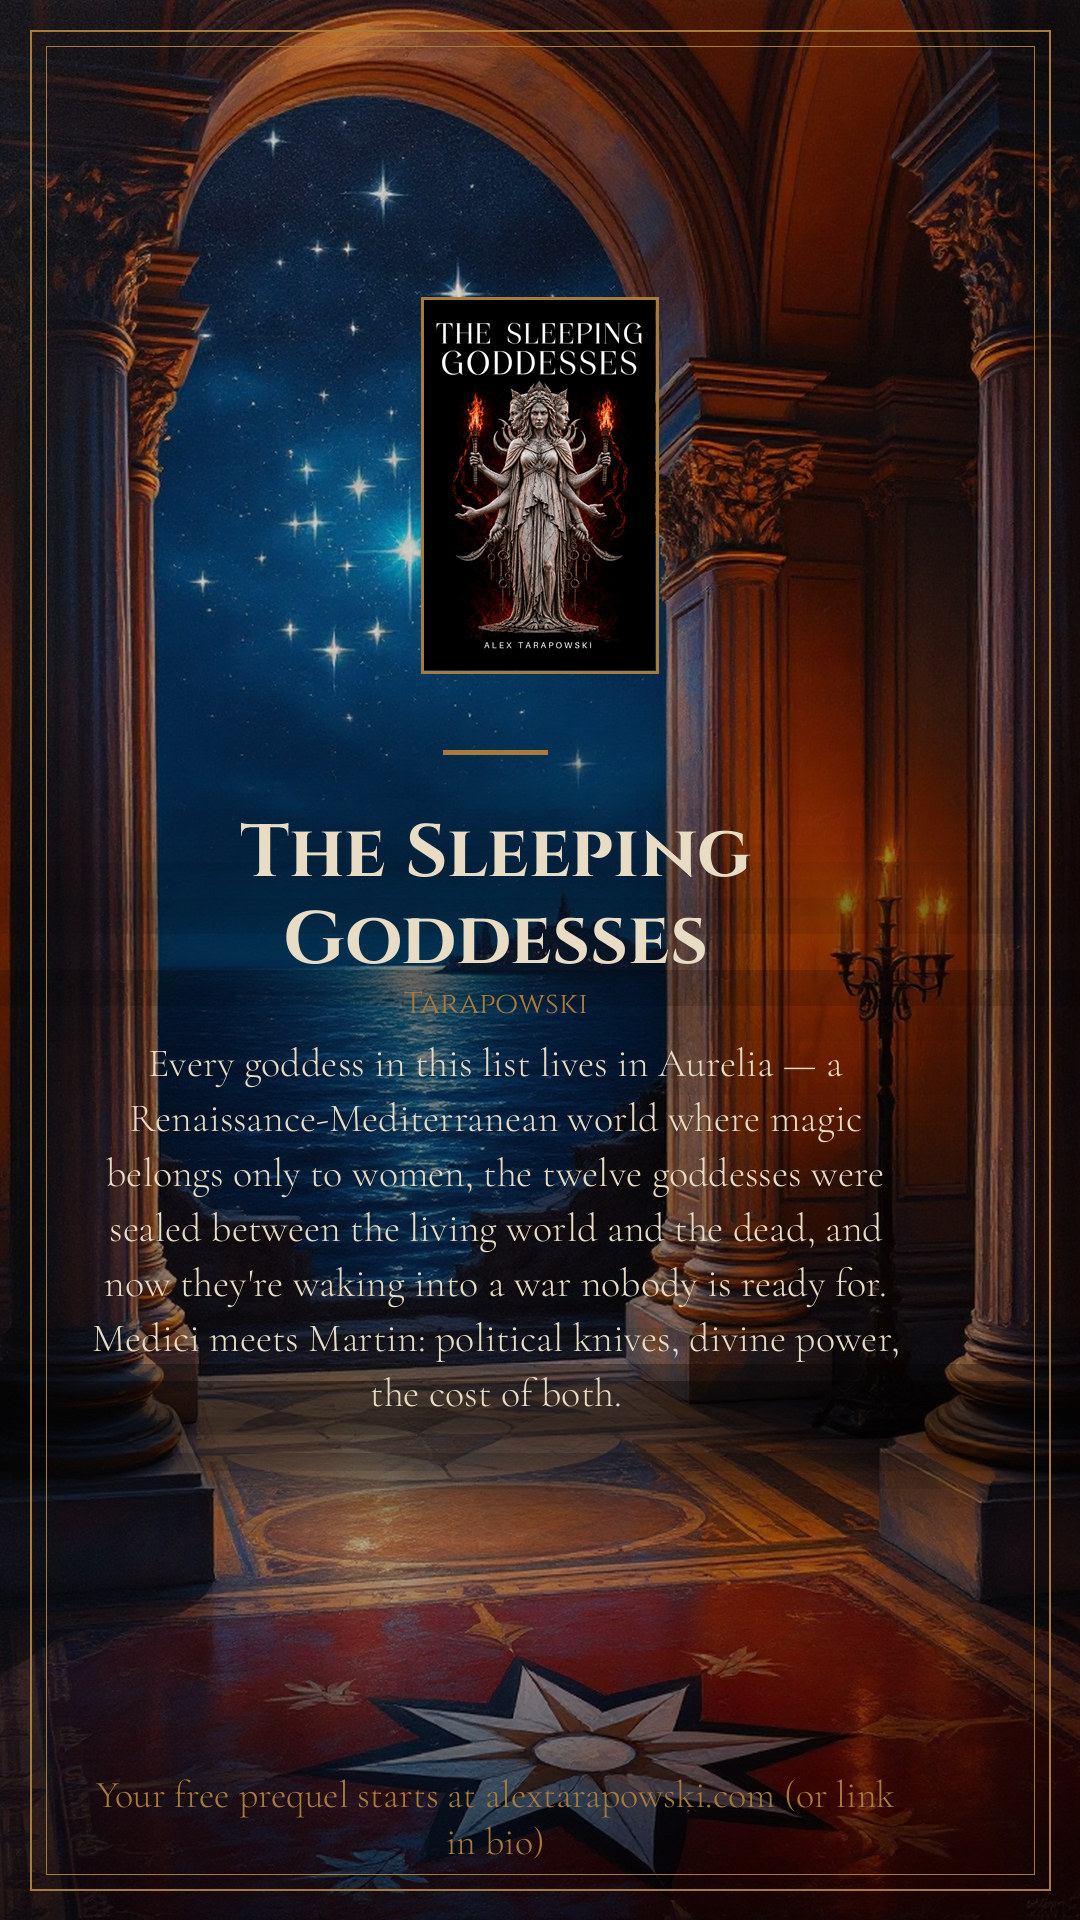 THE SLEEPING
GODDESSES
ALEX TARAPOWSKI
The Sleeping
Goddesses
Tarapowski
Every goddess in this list lives in Aurelia — a
Renaissance-Mediterranean world where magic
belongs only to women, the twelve goddesses were
sealed between the living world and the dead, and
now they're waking into a war nobody is ready for.
Medici meets Martin: political knives, divine power,
the cost of both.
Your free prequel starts at alextarapowski.com (or link
in bio)